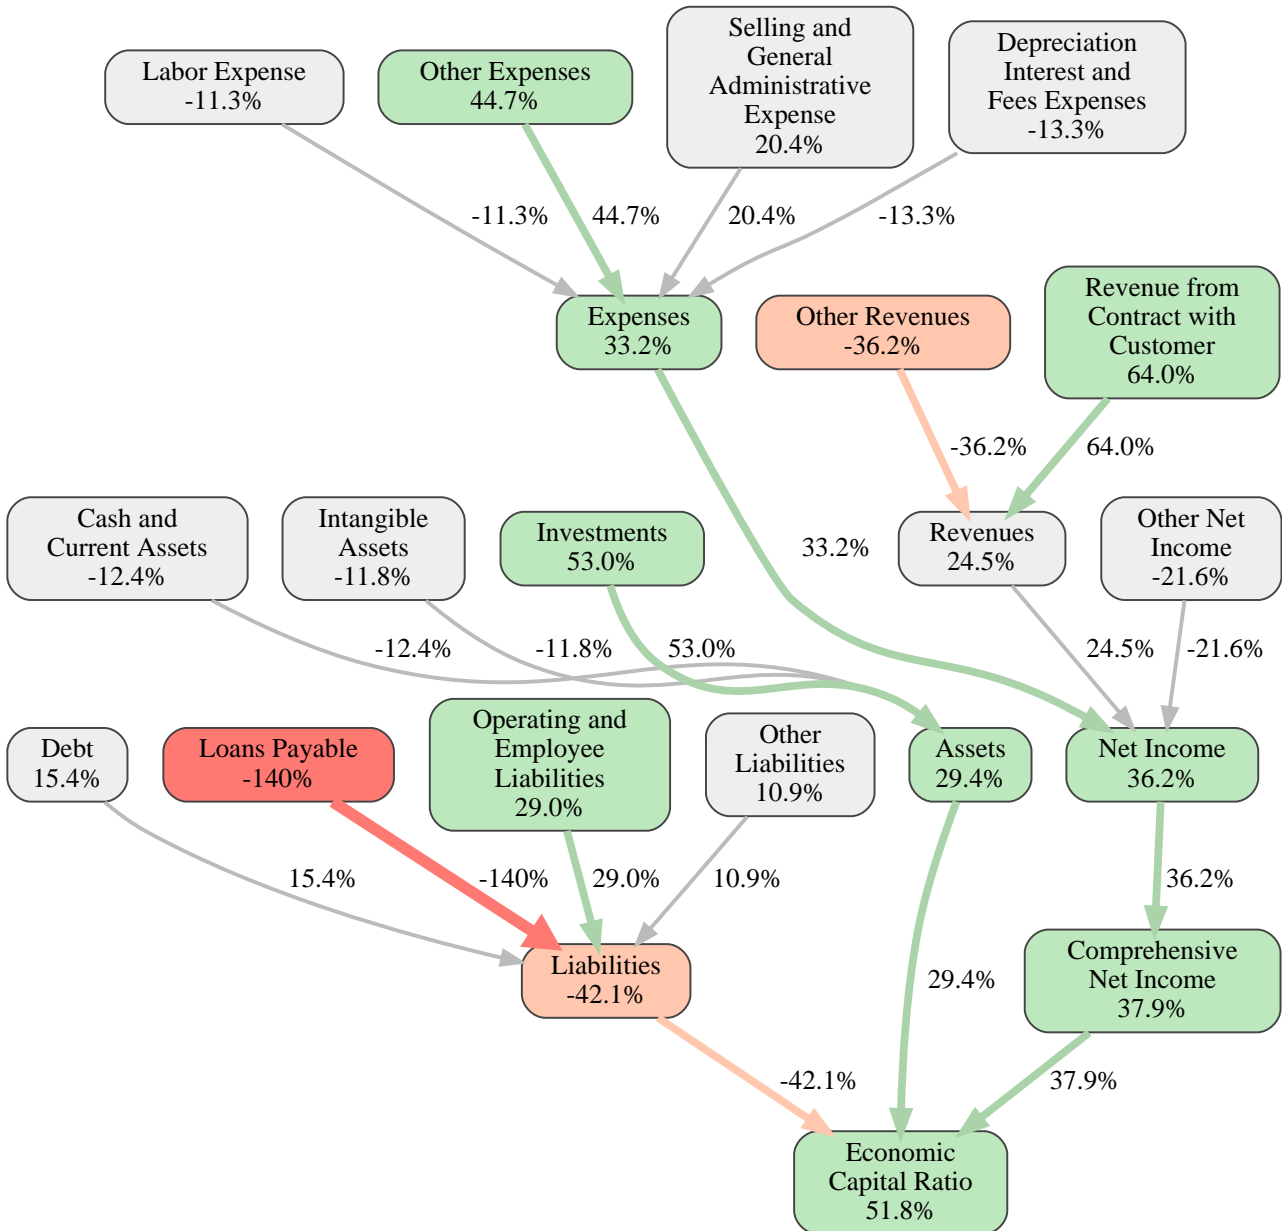 Labor Expense
-11.3%
Other Expenses
44.7%
Selling and
General
Administrative
Expense
20.4%
Depreciation
Interest and
Fees Expenses
-13.3%
-11.3%
44.7%
20.4%
-13.3%
Expenses
33.2%
Other Revenues
-36.2%
Revenue from
Contract with
Customer
64.0%
-36.2%
64.0%
Cash and
Current Assets
-12.4%
Intangible
Assets
-11.8%
Investments
53.0%
33.2%
Revenues
24.5%
Other Net
Income
-21.6%
-12.4%
-11.8%
53.0%
24.5%
-21.6%
Debt
15.4%
Loans Payable
-140%
Operating and
Employee
Liabilities
29.0%
Other
Liabilities
10.9%
Assets
29.4%
Net Income
36.2%
15.4%
-140%
29.0%
10.9%
36.2%
Liabilities
-42.1%
29.4%
Comprehensive
Net Income
37.9%
-42.1%
37.9%
Economic
Capital Ratio
51.8%